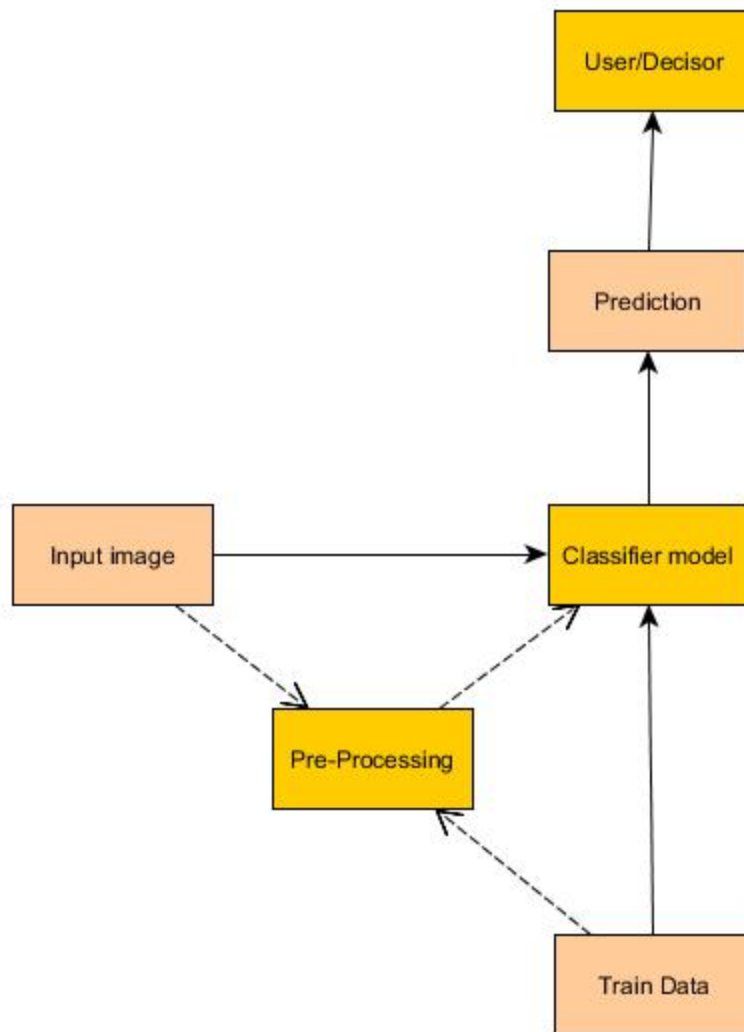 User/Decisor
Prediction
Input image
Classifier model
Pre-Processing
Train Data